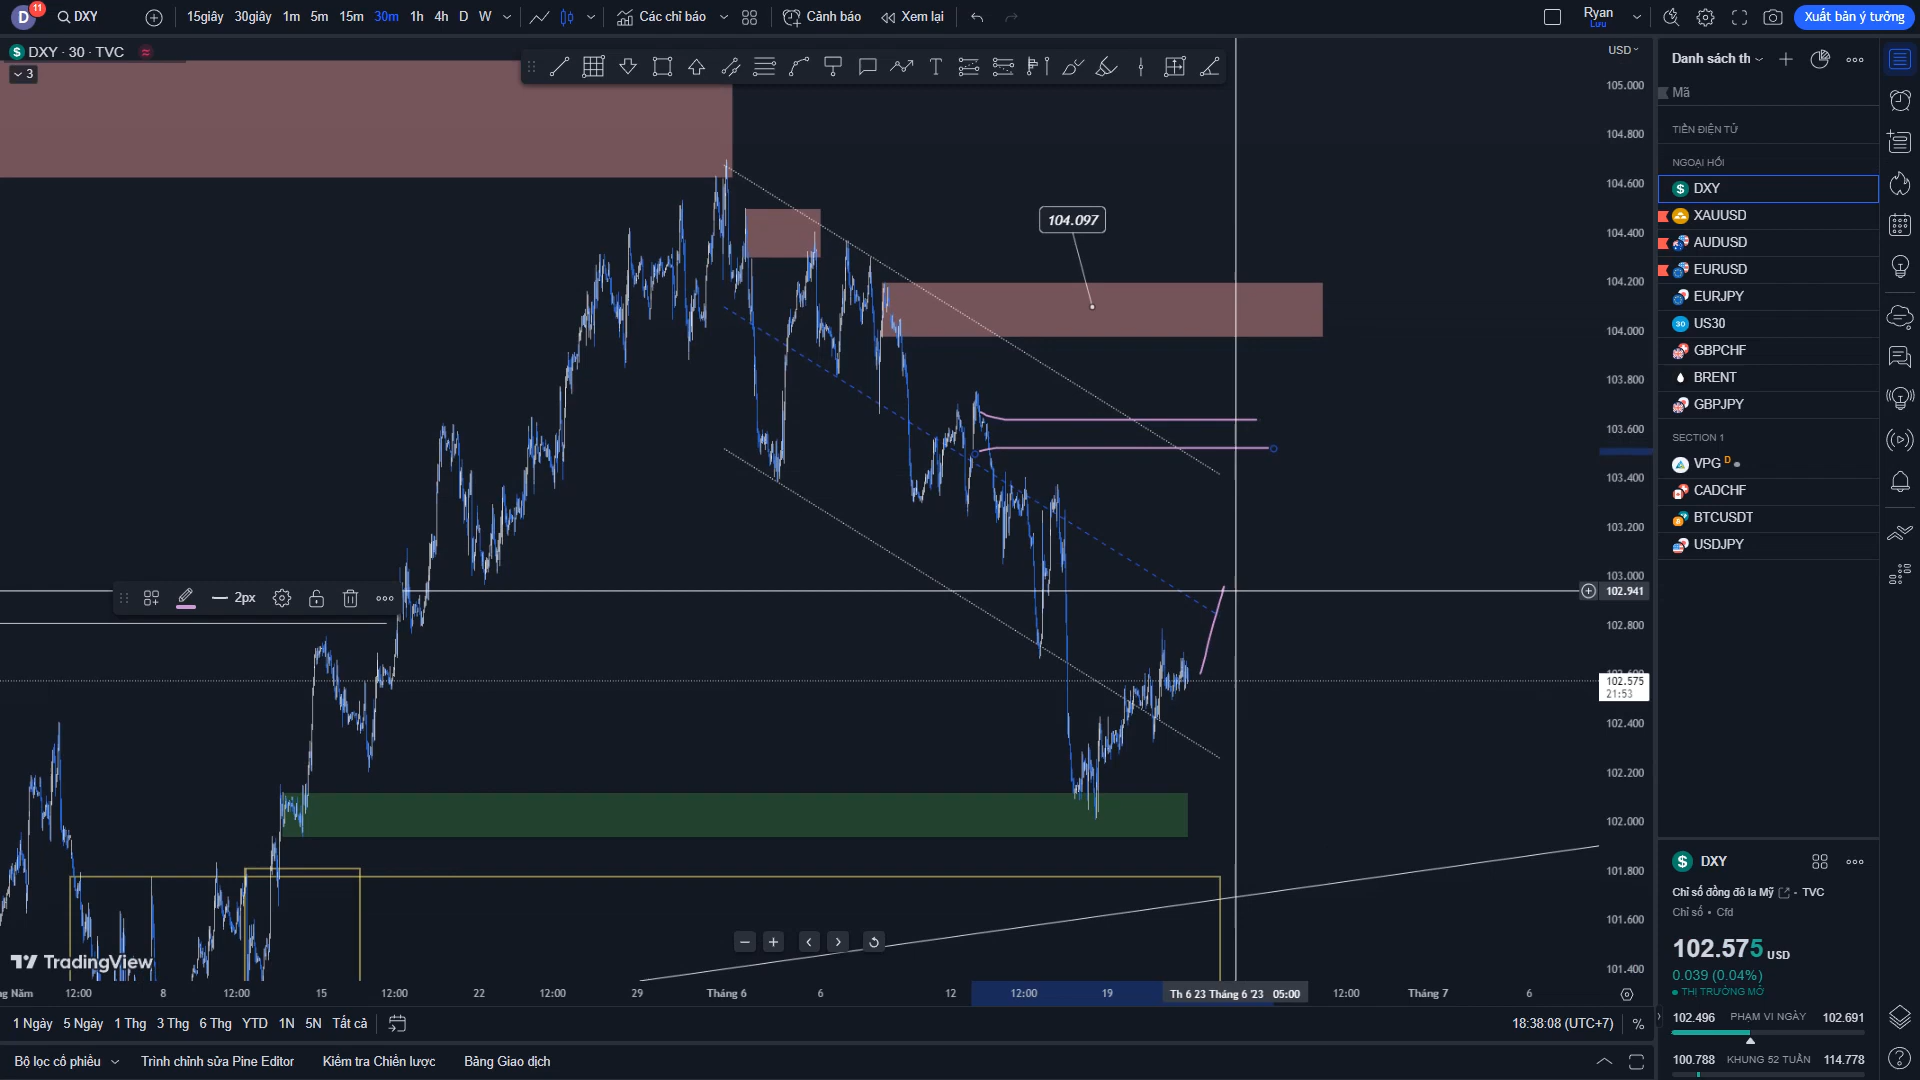 D
11
DXY
15giây
30giây
1m
5m
15m
30m
1h
4h
D
W
Các chỉ báo
Cảnh báo
Xem lại
Ryan
Lưu
Xuất bản ý tưởng
DXY · 30 · TVC
3
USD
105.000
104.800
104.600
104.400
104.200
104.000
103.800
103.600
103.400
103.200
103.000
102.941
102.800
102.575
21:53
102.400
102.200
102.000
101.800
101.600
101.400
104.097
2px
TradingView
12:00
8
12:00
15
12:00
22
12:00
29
Tháng 6
6
12
12:00
19
Th 6 23 Tháng 6 '23 05:00
12:00
Tháng 7
6
1 Ngày
5 Ngày
1 Thg
3 Thg
6 Thg
YTD
1N
5N
Tất cả
18:38:08 (UTC+7)
%
Bộ lọc cổ phiếu
Trình chỉnh sửa Pine Editor
Kiểm tra Chiến lược
Bảng Giao dịch
Danh sách th
Mã
TIỀN ĐIỆN TỬ
NGOẠI HỐI
DXY
XAUUSD
AUDUSD
EURUSD
EURJPY
30
US30
GBPCHF
BRENT
GBPJPY
SECTION 1
VPG D
CADCHF
BTCUSDT
USDJPY
DXY
Chỉ số đồng đô la Mỹ - TVC
Chỉ số • Cfd
102.575 USD
0.039 (0.04%)
THỊ TRƯỜNG MỞ
102.496 PHẠM VI NGÀY 102.691
100.788 KHUNG 52 TUẦN 114.778